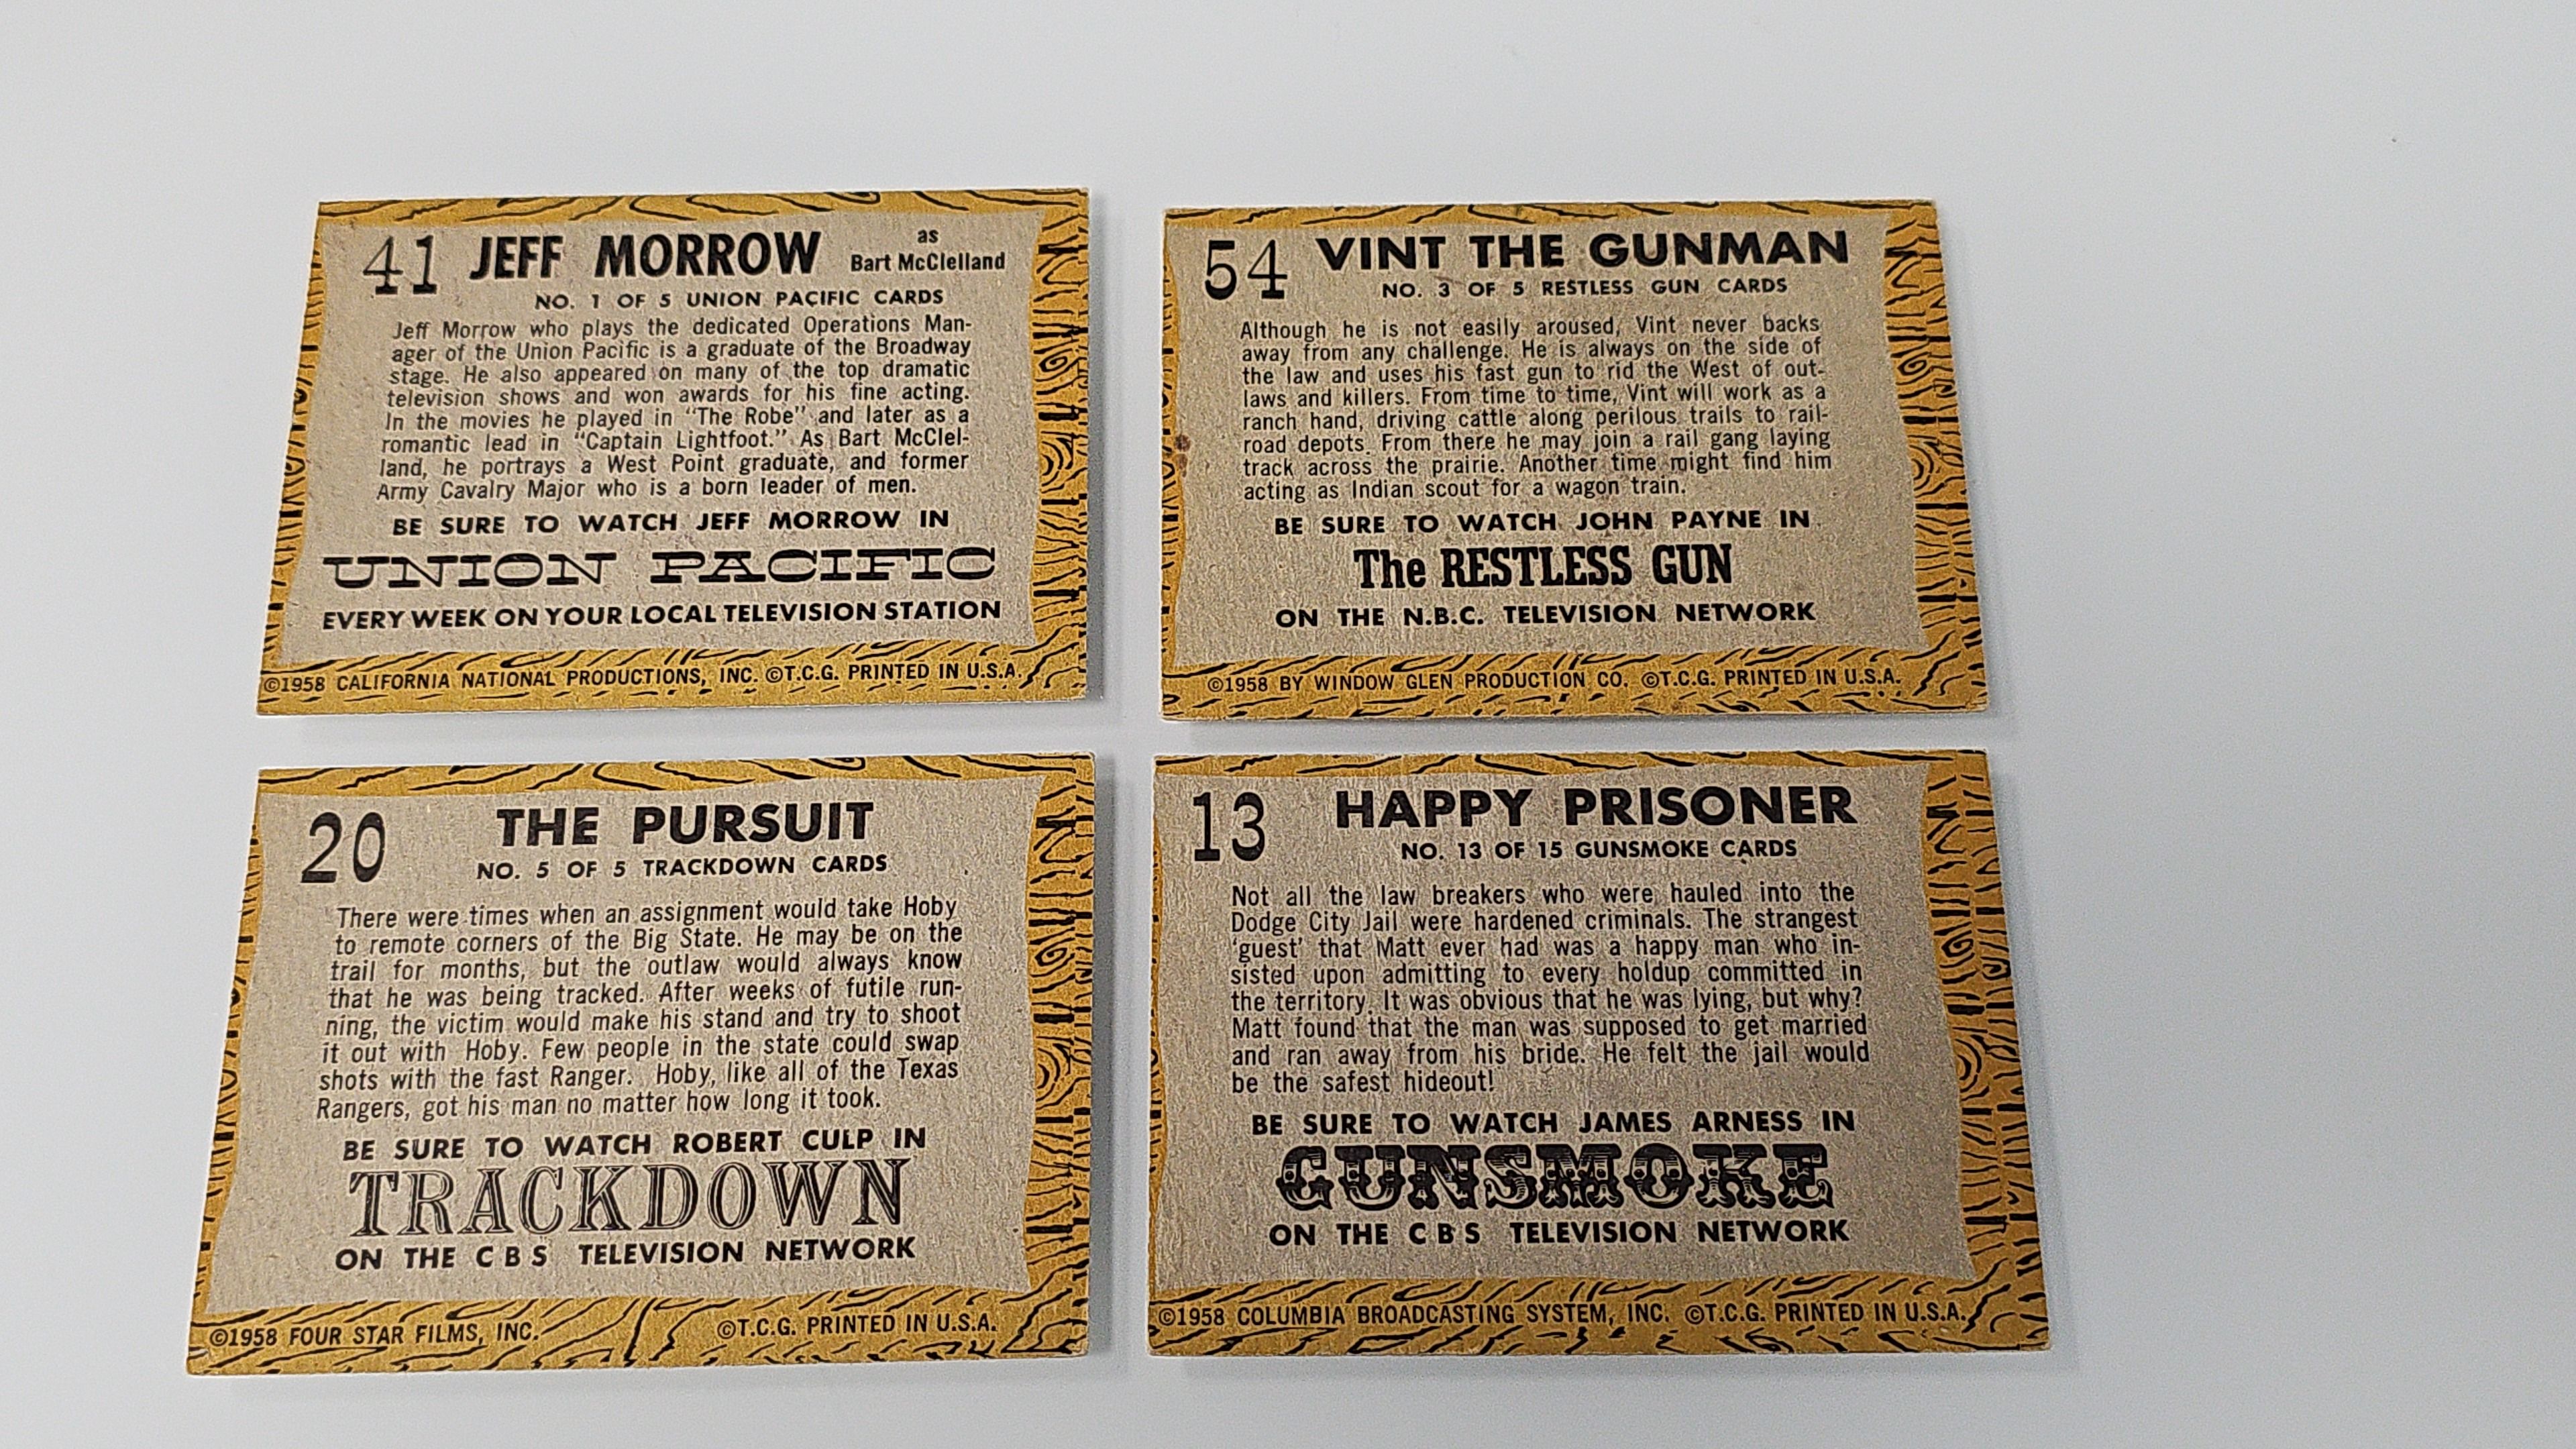 41 JEFF MORROW as
Bart McClelland
NO. 1 OF 5 UNION PACIFIC CARDS
Jeff Morrow who plays the dedicated Operations Man-
ager of the Union Pacific is a graduate of the Broadway
stage. He also appeared on many of the top dramatic
television shows and won awards for his fine acting.
In the movies he played in "The Robe" and later as a
romantic lead in "Captain Lightfoot." As Bart McClel-
land, he portrays a West Point graduate, and former
Army Cavalry Major who is a born leader of men.
BE SURE TO WATCH JEFF MORROW IN
UNION PACIFIC
EVERY WEEK ON YOUR LOCAL TELEVISION STATION
©1958 CALIFORNIA NATIONAL PRODUCTIONS, INC. ©T.C.G. PRINTED IN U.S.A.
54 VINT THE GUNMAN
NO. 3 OF 5 RESTLESS GUN CARDS
Although he is not easily aroused, Vint never backs
away from any challenge. He is always on the side of
the law and uses his fast gun to rid the West of out-
laws and killers. From time to time, Vint will work as a
ranch hand, driving cattle along perilous trails to rail-
road depots. From there he may join a rail gang laying
track across the prairie. Another time might find him
acting as Indian scout for a wagon train.
BE SURE TO WATCH JOHN PAYNE IN
The RESTLESS GUN
ON THE N.B.C. TELEVISION NETWORK
©1958 BY WINDOW GLEN PRODUCTION CO. ©T.C.G. PRINTED IN U.S.A.
20 THE PURSUIT
NO. 5 OF 5 TRACKDOWN CARDS
There were times when an assignment would take Hoby
to remote corners of the Big State. He may be on the
trail for months, but the outlaw would always know
that he was being tracked. After weeks of futile run-
ning, the victim would make his stand and try to shoot
it out with Hoby. Few people in the state could swap
shots with the fast Ranger. Hoby, like all of the Texas
Rangers, got his man no matter how long it took.
BE SURE TO WATCH ROBERT CULP IN
TRACKDOWN
ON THE C B S TELEVISION NETWORK
©1958 FOUR STAR FILMS, INC. ©T.C.G. PRINTED IN U.S.A.
13 HAPPY PRISONER
NO. 13 OF 15 GUNSMOKE CARDS
Not all the law breakers who were hauled into the
Dodge City Jail were hardened criminals. The strangest
'guest' that Matt ever had was a happy man who in-
sisted upon admitting to every holdup committed in
the territory. It was obvious that he was lying, but why?
Matt found that the man was supposed to get married
and ran away from his bride. He felt the jail would
be the safest hideout!
BE SURE TO WATCH JAMES ARNESS IN
GUNSMOKE
ON THE C B S TELEVISION NETWORK
©1958 COLUMBIA BROADCASTING SYSTEM, INC. ©T.C.G. PRINTED IN U.S.A.